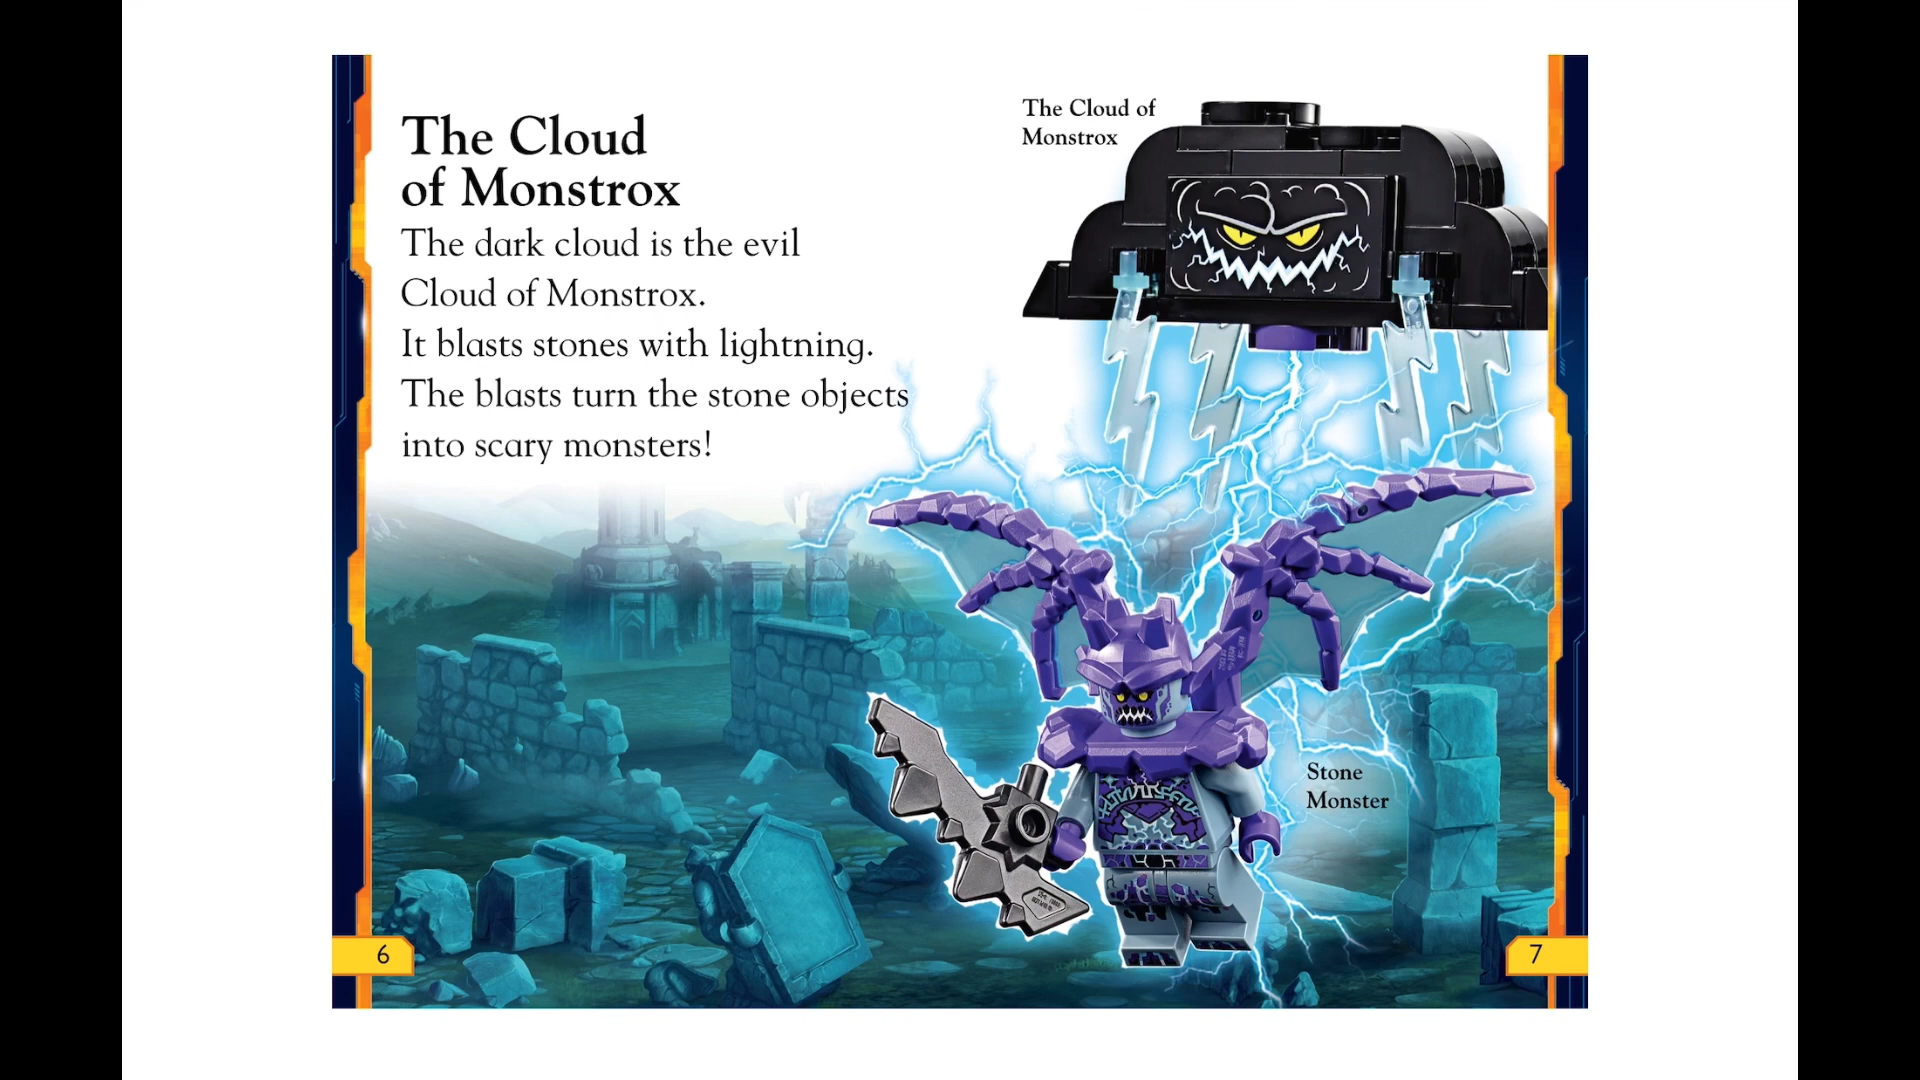 The Cloud
of Monstrox
The dark cloud is the evil
Cloud of Monstrox.
It blasts stones with lightning.
The blasts turn the stone objects
into scary monsters!
The Cloud of
Monstrox
Stone
Monster
6
7